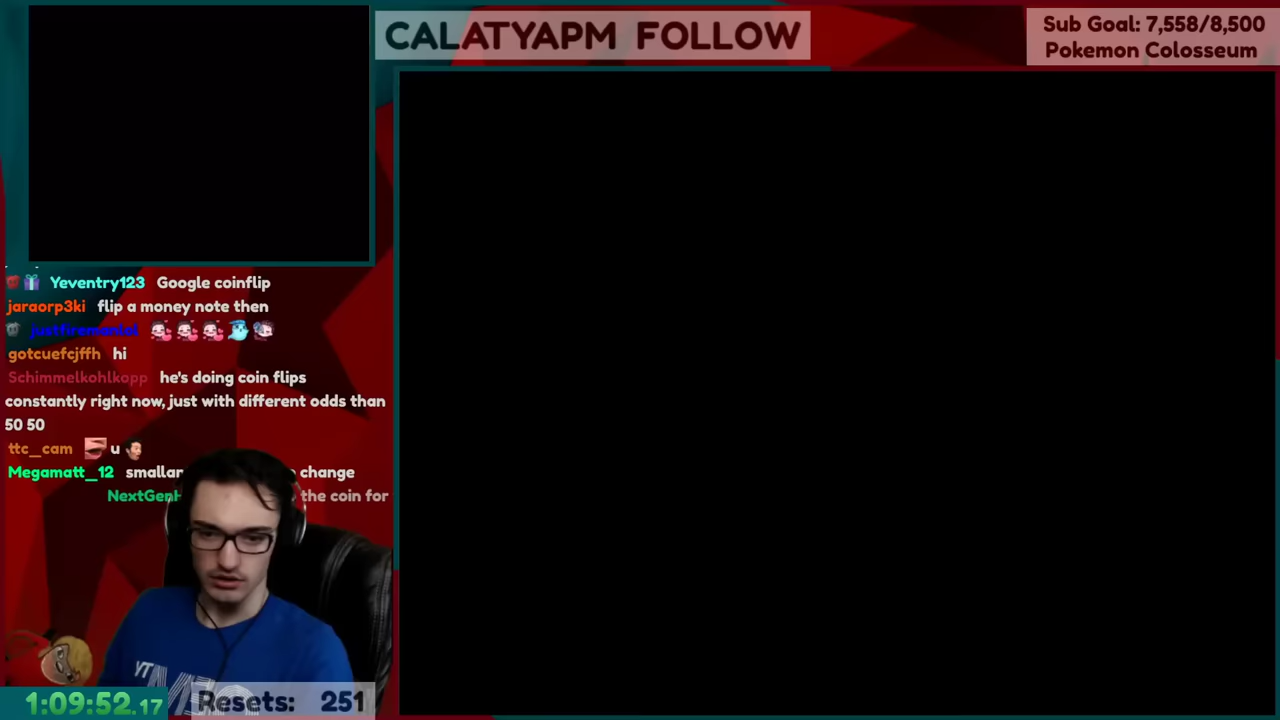 CALATYAPM FOLLOW
Sub Goal: 7,558/8,500
Pokemon Colosseum
Yeventry123 Google coinflip
jaraorp3ki flip a money note then
justfiremanlol
gotcuefcjffh hi
Schimmelkohlkopp he's doing coin flips
constantly right now, just with different odds than
50 50
ttc_cam u
Megamatt_12 change
the coin for
YT
1:09:52.17
Resets: 251